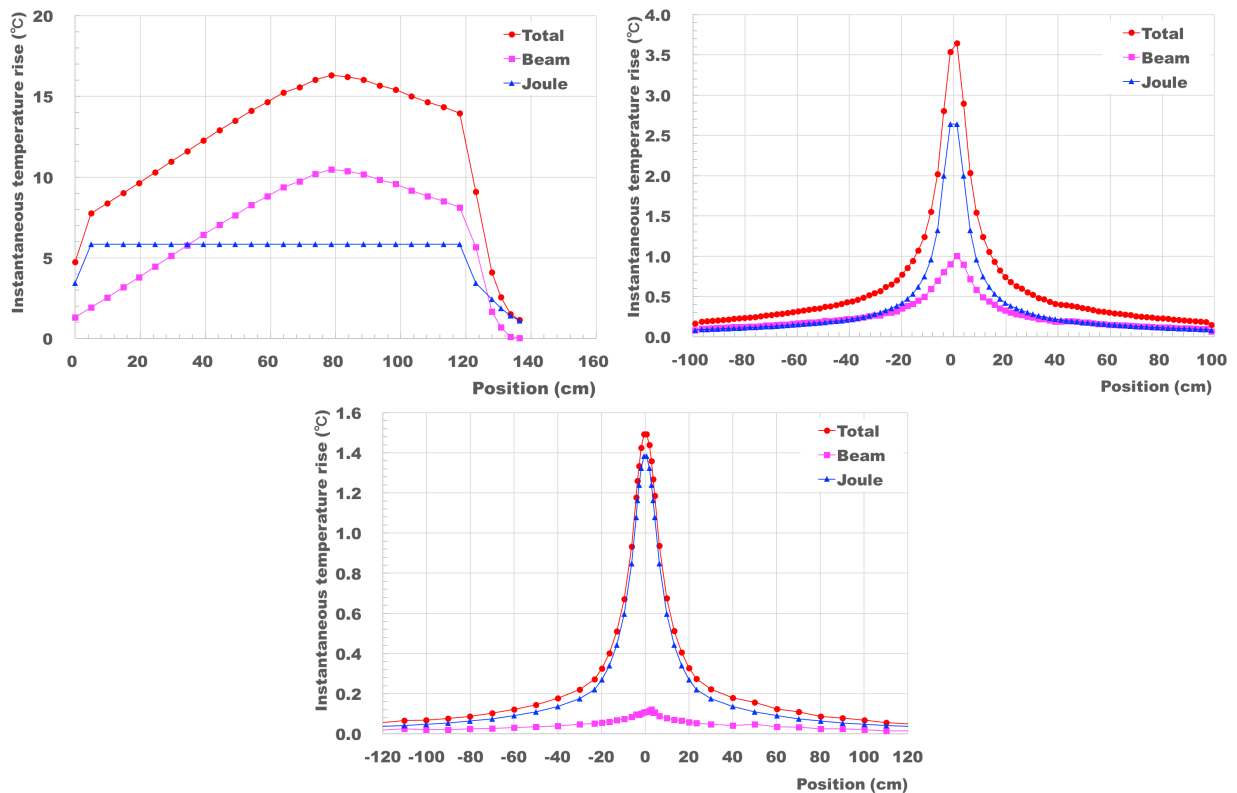 Instantaneous temperature rise (℃)
20
15
10
5
0
Total
Beam
Joule
0 20 40 60 80 100 120 140 160
Position (cm)
Instantaneous temperature rise (℃)
4.0
3.5
3.0
2.5
2.0
1.5
1.0
0.5
0.0
Total
Beam
Joule
-100 -80 -60 -40 -20 0 20 40 60 80 100
Position (cm)
Instantaneous temperature rise (℃)
1.6
1.4
1.2
1.0
0.8
0.6
0.4
0.2
0.0
Total
Beam
Joule
-120 -100 -80 -60 -40 -20 0 20 40 60 80 100 120
Position (cm)